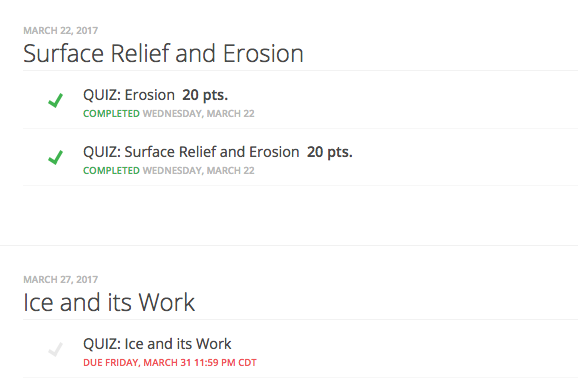 MARCH 22, 2017
Surface Relief and Erosion
QUIZ: Erosion 20 pts.
COMPLETED WEDNESDAY, MARCH 22
QUIZ: Surface Relief and Erosion 20 pts.
COMPLETED WEDNESDAY, MARCH 22
MARCH 27, 2017
Ice and its Work
QUIZ: Ice and its Work
DUE FRIDAY, MARCH 31 11:59 PM CDT